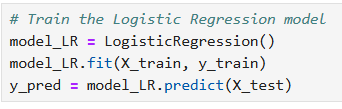 # Train the Logistic Regression model
model_LR = LogisticRegression()
model_LR.fit(X_train, y_train)
y_pred = model_LR.predict(X_test)